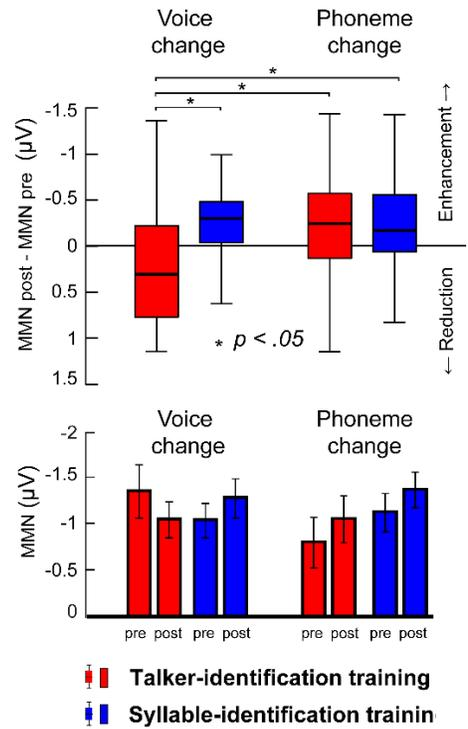 Voice change
Phoneme change
*
*
*
MMN post - MMN pre (μV)
-1.5
-1
-0.5
0
0.5
1
1.5
Enhancement →
← Reduction
* p < .05
Voice change
Phoneme change
MMN (μV)
-2
-1.5
-1
-0.5
0
pre post pre post
pre post pre post
Talker-identification training
Syllable-identification trainin